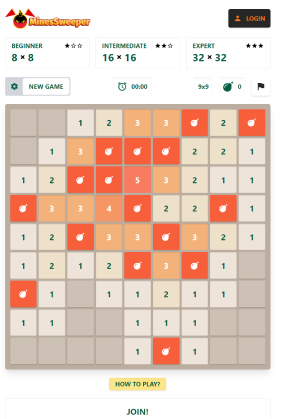 MinesSweeper
LOGIN
BEGINNER ★☆☆
8 × 8
INTERMEDIATE ★★☆
16 × 16
EXPERT ★★★
32 × 32
NEW GAME
00:00
9x9
0
1 2 3 3 2
1 3 2 2 1
1 2 5 3 2 1 1
3 3 4 2 2 1
1 2 3 3 3 2 1
1 2 1 2 3 1
1 1 1 2 1 1
1 1 1 1 1
1 1
HOW TO PLAY?
JOIN!